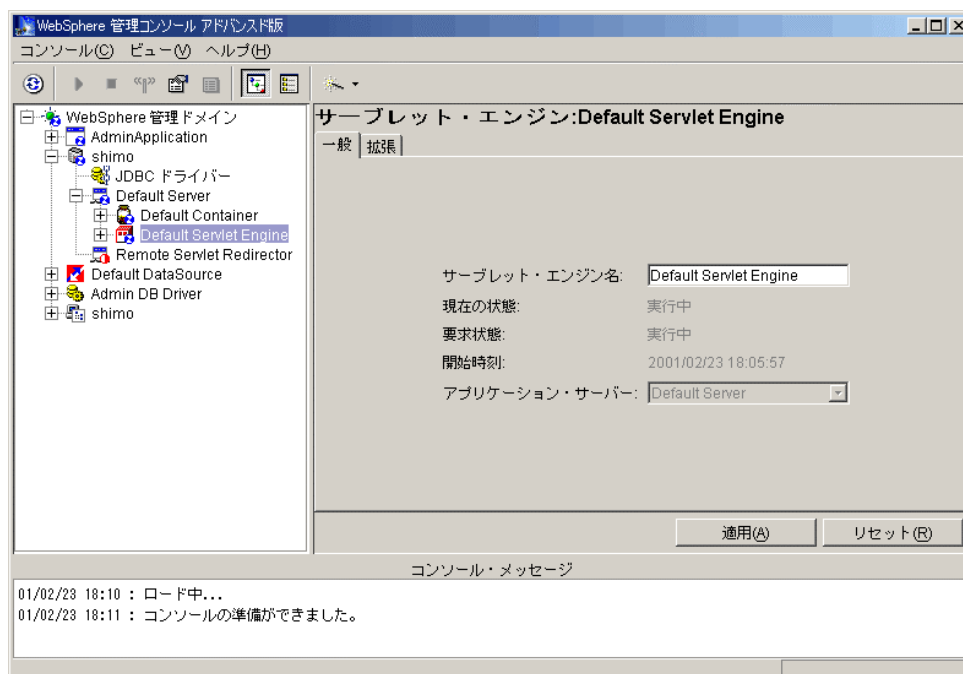 WebSphere 管理コンソール アドバンスド版
コンソール(C) ビュー(V) ヘルプ(H)
WebSphere 管理ドメイン
AdminApplication
shimo
JDBC ドライバー
Default Server
Default Container
Default Servlet Engine
Remote Servlet Redirector
Default DataSource
Admin DB Driver
shimo
サーブレット・エンジン:Default Servlet Engine
一般 拡張
サーブレット・エンジン名: Default Servlet Engine
現在の状態: 実行中
要求状態: 実行中
開始時刻: 2001/02/23 18:05:57
アプリケーション・サーバー: Default Server
適用(A) リセット(R)
コンソール・メッセージ
01/02/23 18:10 : ロード中...
01/02/23 18:11 : コンソールの準備ができました。